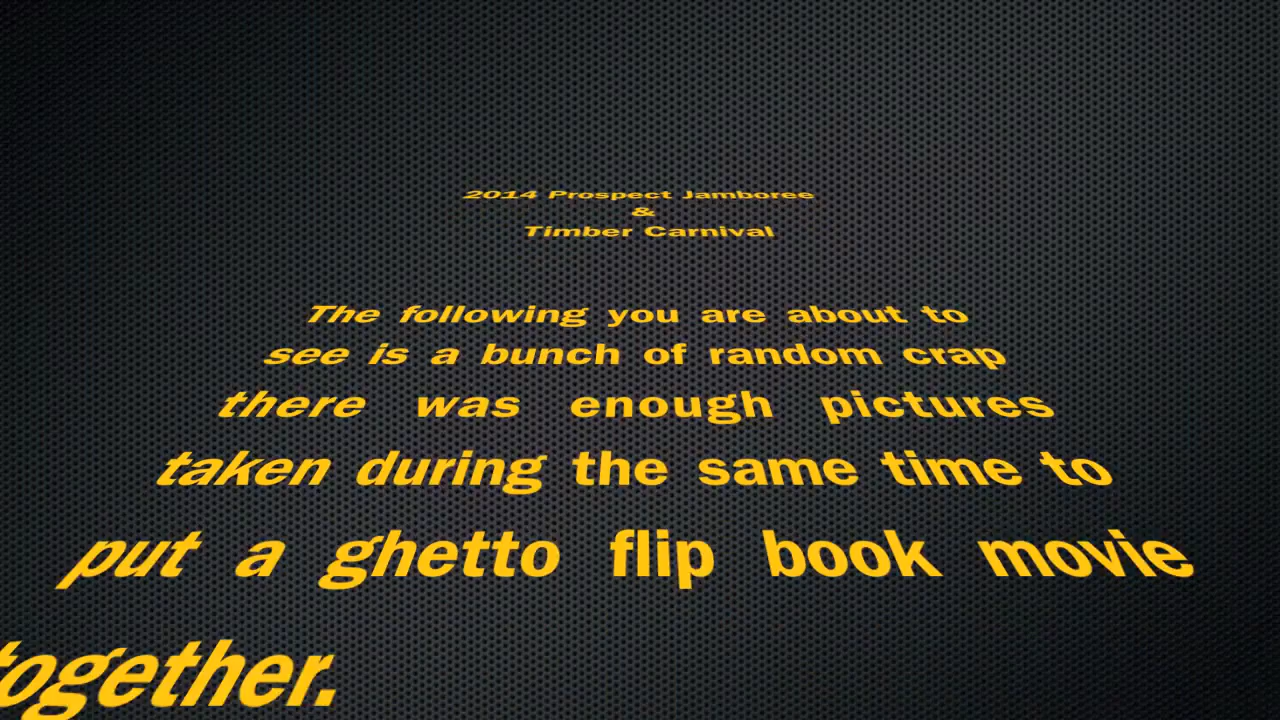 2014 Prospect Jamboree
&
Timber Carnival
The following you are about to
see is a bunch of random crap
there was enough pictures
taken during the same time to
put a ghetto flip book movie
together.